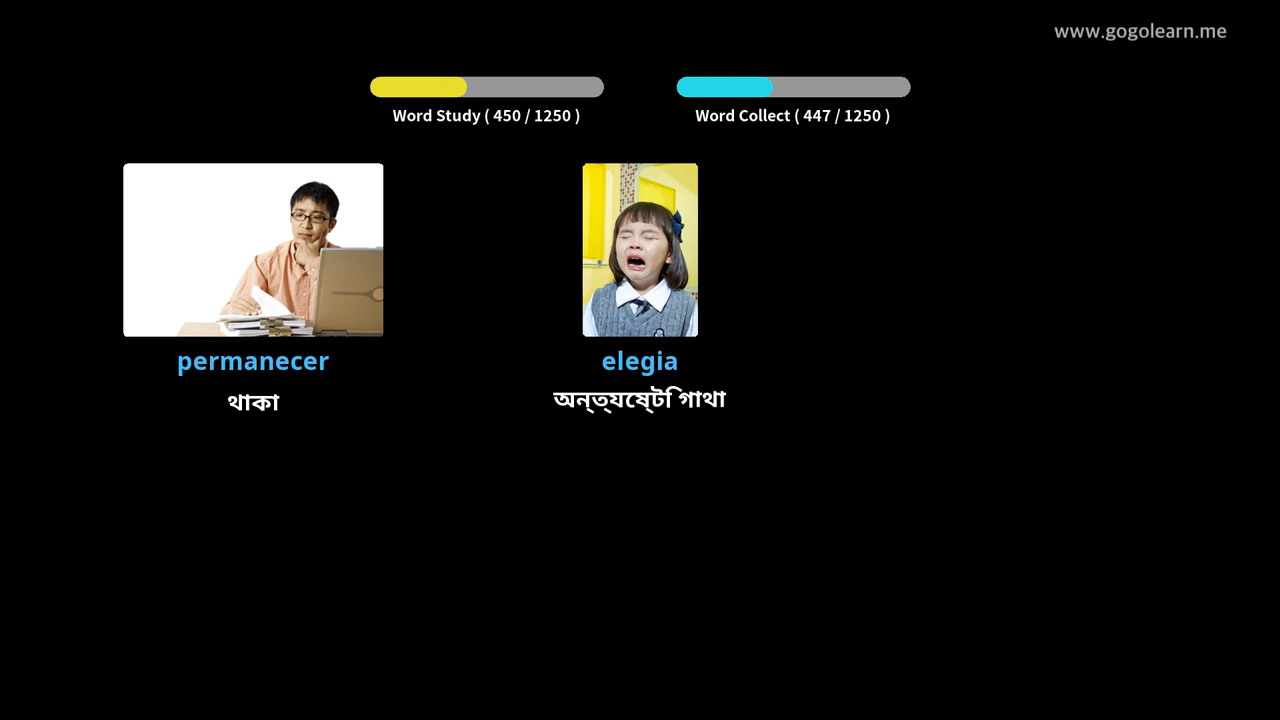 www.gogolearn.me
Word Study ( 450 / 1250 )
Word Collect ( 447 / 1250 )
permanecer
থাকা
elegia
অন্ত্যেষ্টি গাথা